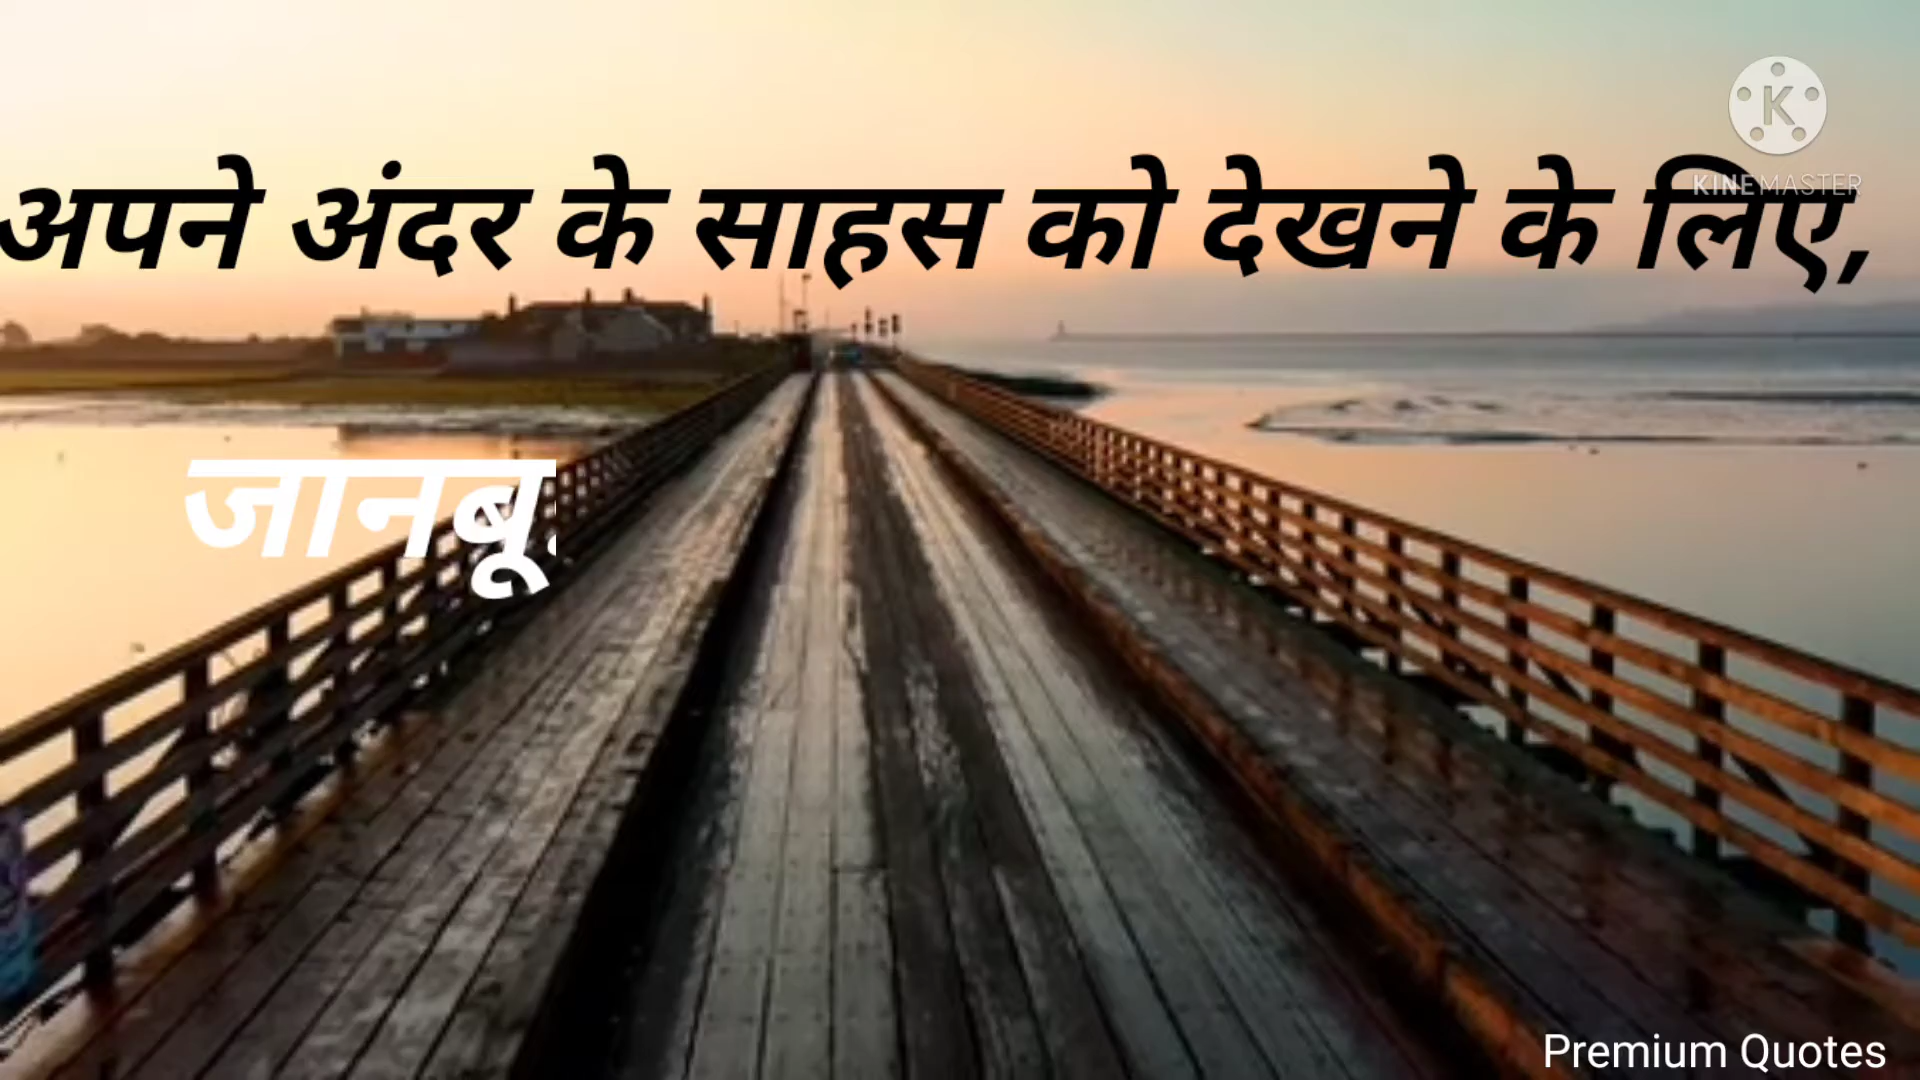 KINEMASTER
अपने अंदर के साहस को देखने के लिए,
Premium Quotes